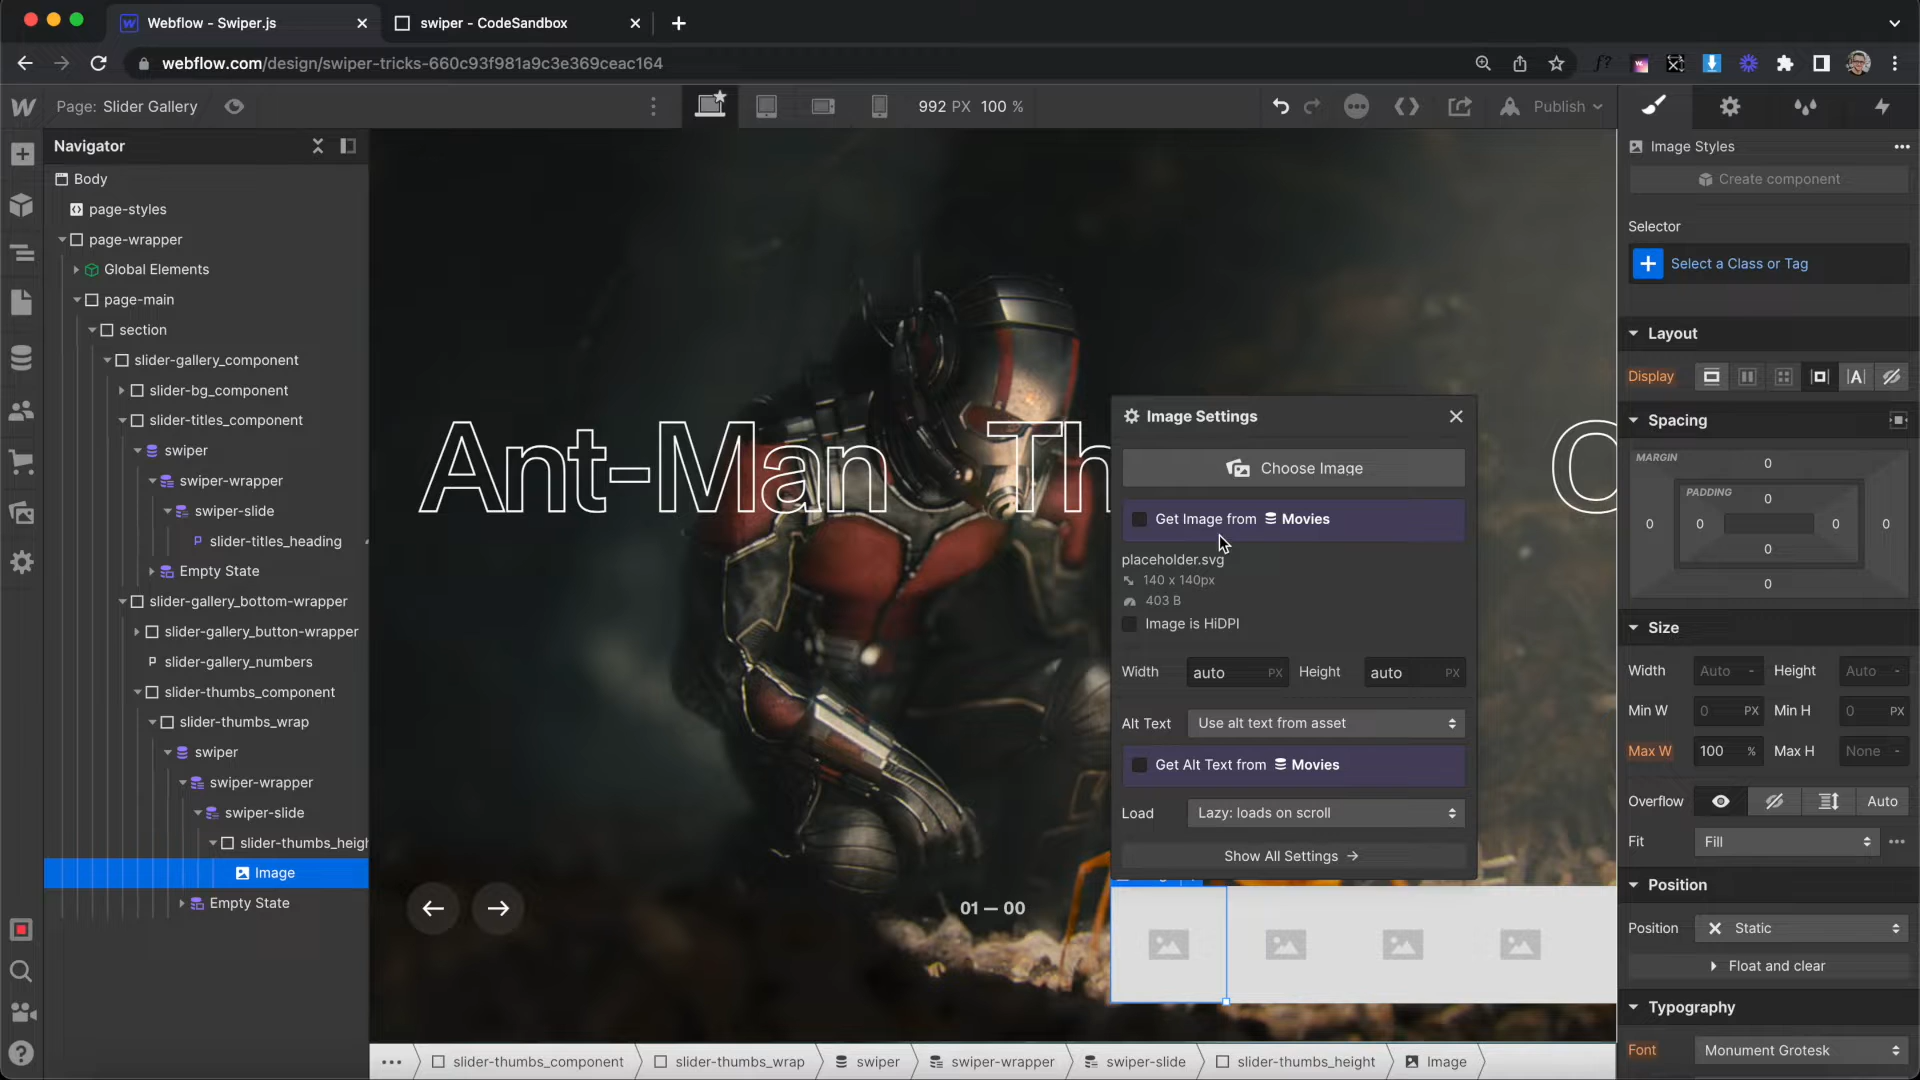 Webflow - Swiper.js
swiper - CodeSandbox
webflow.com/design/swiper-tricks-660c93f981a9c3e369ceac164
Page: Slider Gallery
992 PX 100 %
Publish
Navigator
Body
page-styles
page-wrapper
Global Elements
page-main
section
slider-gallery_component
slider-bg_component
slider-titles_component
swiper
swiper-wrapper
swiper-slide
slider-titles_heading
Empty State
slider-gallery_bottom-wrapper
slider-gallery_button-wrapper
slider-gallery_numbers
slider-thumbs_component
slider-thumbs_wrap
swiper
swiper-wrapper
swiper-slide
slider-thumbs_heigh
Image
Empty State
Ant-Man Th
01 — 00
Image Settings
Choose Image
Get Image from Movies
placeholder.svg
140 x 140px
403 B
Image is HiDPI
Width auto PX Height auto PX
Alt Text Use alt text from asset
Get Alt Text from Movies
Load Lazy: loads on scroll
Show All Settings
Image Styles
Create component
Selector
Select a Class or Tag
Layout
Display
Spacing
MARGIN 0
PADDING 0
0 0 0 0
0
0
Size
Width Auto - Height Auto -
Min W 0 PX Min H 0 PX
Max W 100 % Max H None -
Overflow Auto
Fit Fill
Position
Position Static
Float and clear
Typography
Font Monument Grotesk
slider-thumbs_component slider-thumbs_wrap swiper swiper-wrapper swiper-slide slider-thumbs_height Image